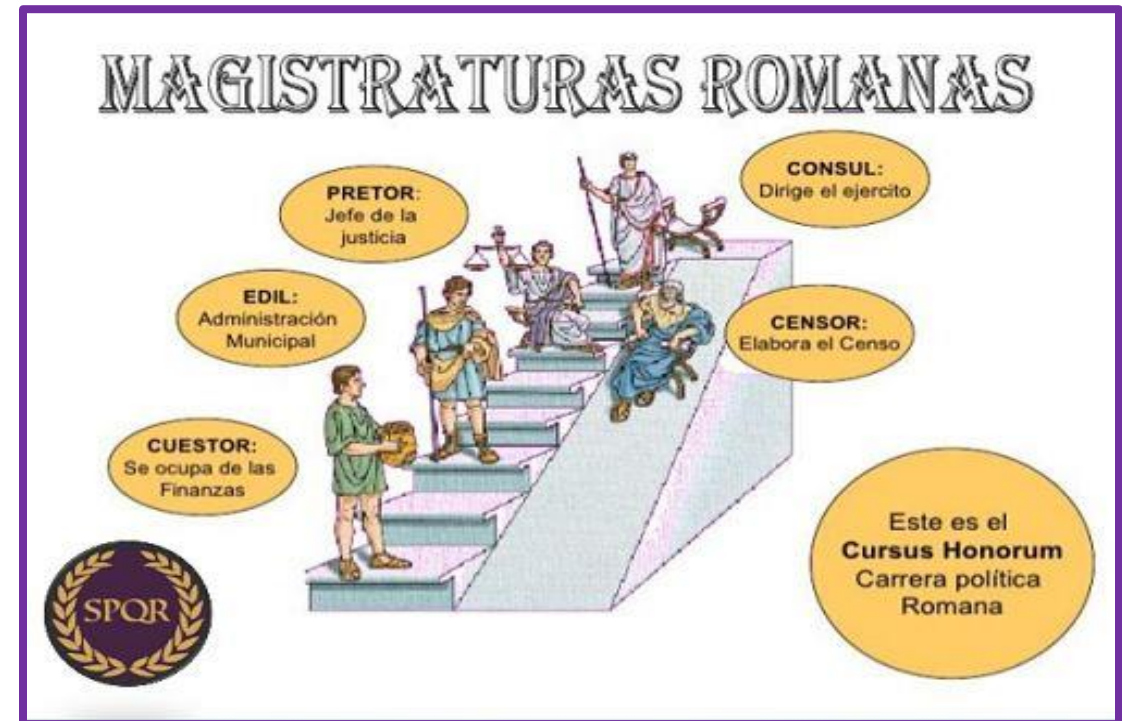 MAGISTRATURAS ROMANAS
CONSUL:
Dirige el ejercito
PRETOR:
Jefe de la
justicia
EDIL:
Administración
Municipal
CENSOR:
Elabora el Censo
CUESTOR:
Se ocupa de las
Finanzas
Este es el
Cursus Honorum
Carrera política
Romana
SPQR